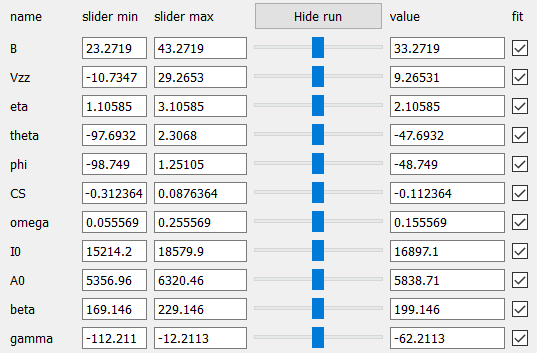 name slider min slider max Hide run value fit
B 23.2719 43.2719 33.2719
Vzz -10.7347 29.2653 9.26531
eta 1.10585 3.10585 2.10585
theta -97.6932 2.3068 -47.6932
phi -98.749 1.25105 -48.749
CS -0.312364 0.0876364 -0.112364
omega 0.055569 0.255569 0.155569
I0 15214.2 18579.9 16897.1
A0 5356.96 6320.46 5838.71
beta 169.146 229.146 199.146
gamma -112.211 -12.2113 -62.2113